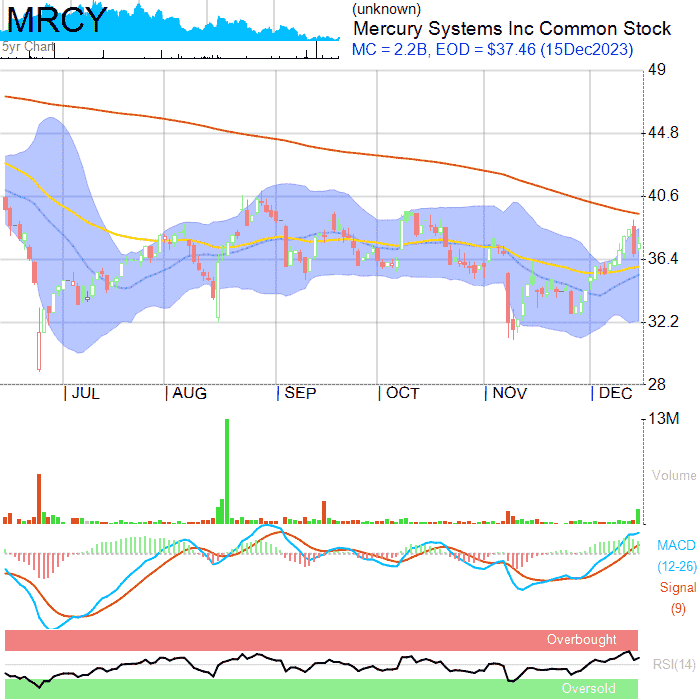 MRCY
5yr Chart
(unknown)
Mercury Systems Inc Common Stock
MC = 2.2B, EOD = $37.46 (15Dec2023)
49
44.8
40.6
36.4
32.2
28
JUL
AUG
SEP
OCT
NOV
DEC
13M
Volume
MACD
(12-26)
Signal
(9)
Overbought
RSI(14)
Oversold